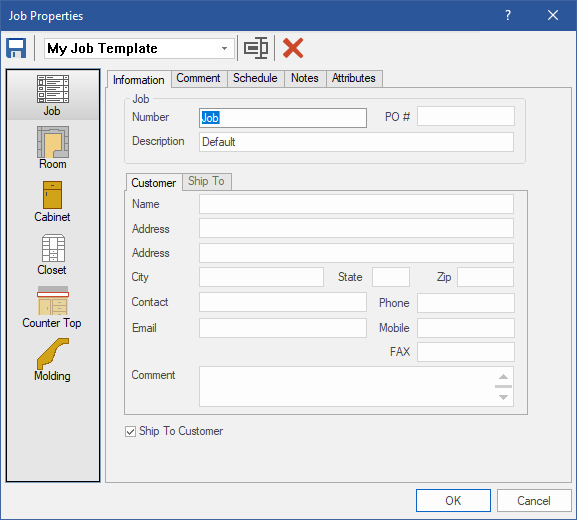 Job Properties ?
My Job Template
Job
Room
Cabinet
Closet
Counter Top
Molding
Information Comment Schedule Notes Attributes
Job
Number Job PO #
Description Default
Customer Ship To
Name
Address
Address
City State Zip
Contact Phone
Email Mobile
FAX
Comment
Ship To Customer
OK Cancel